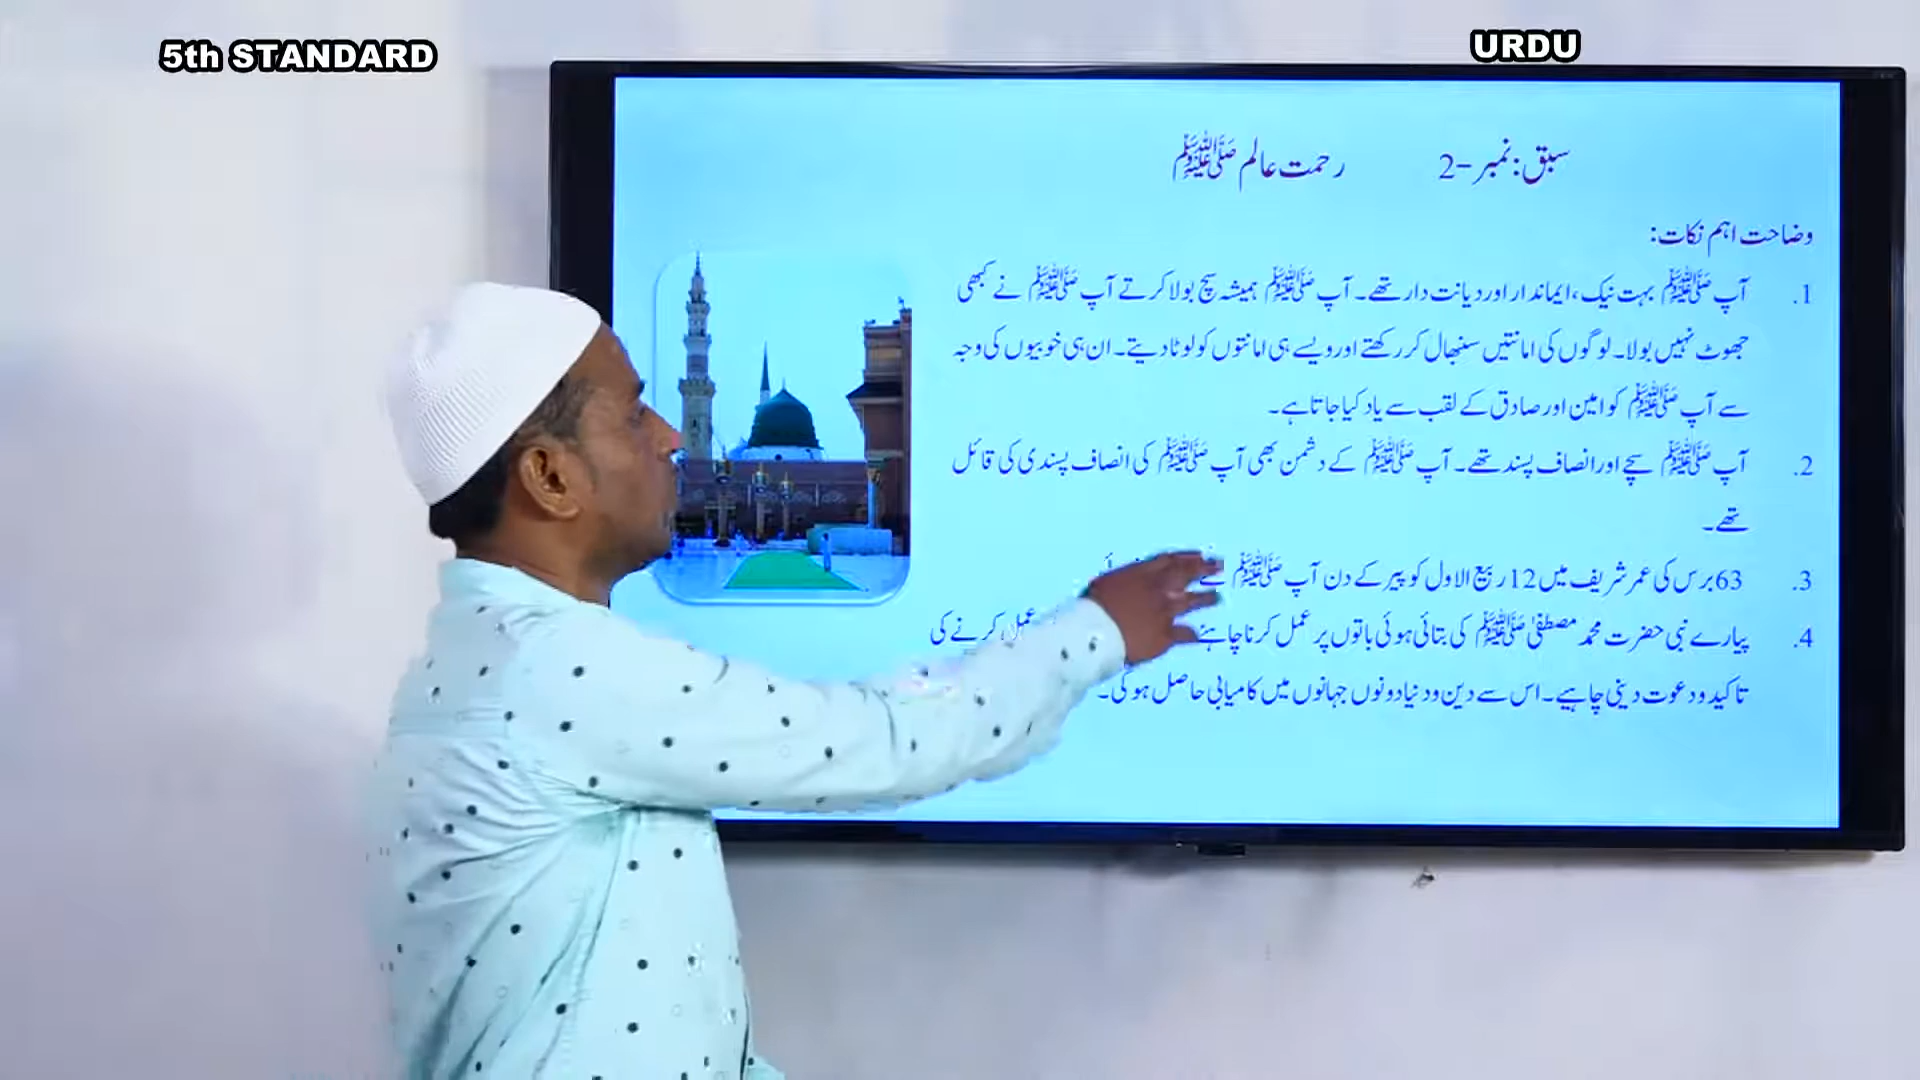 5th STANDARD
URDU
سبق:نمبر -2 رحمت عالم ﷺ
وضاحت اہم نکات:
1. آپ ﷺ بہت نیک، ایماندار اور دیانت دار تھے۔ آپ ﷺ ہمیشہ سچ بولا کرتے آپ ﷺ نے کبھی
جھوٹ نہیں بولا۔ لوگوں کی امانتیں سنبھال کر رکھتے اور ویسے ہی امانتوں کو لوٹا دیتے۔ ان ہی خوبیوں کی وجہ
سے آپ ﷺ کو امین اور صادق کے لقب سے یاد کیا جاتا ہے۔
2. آپ ﷺ سچے اور انصاف پسند تھے۔ آپ ﷺ کے دشمن بھی آپ ﷺ کی انصاف پسندی کی قائل
تھے۔
3. 63 برس کی عمر شریف میں 12 ربیع الاول کو پیر کے دن آپ ﷺ نے
4. پیارے نبی حضرت محمد مصطفیٰ ﷺ کی بتائی ہوئی باتوں پر عمل کرنا چاہئے عمل کرنے کی
تاکید و دعوت دینی چاہیے۔ اس سے دین و دنیا دونوں جہانوں میں کامیابی حاصل ہوگی۔